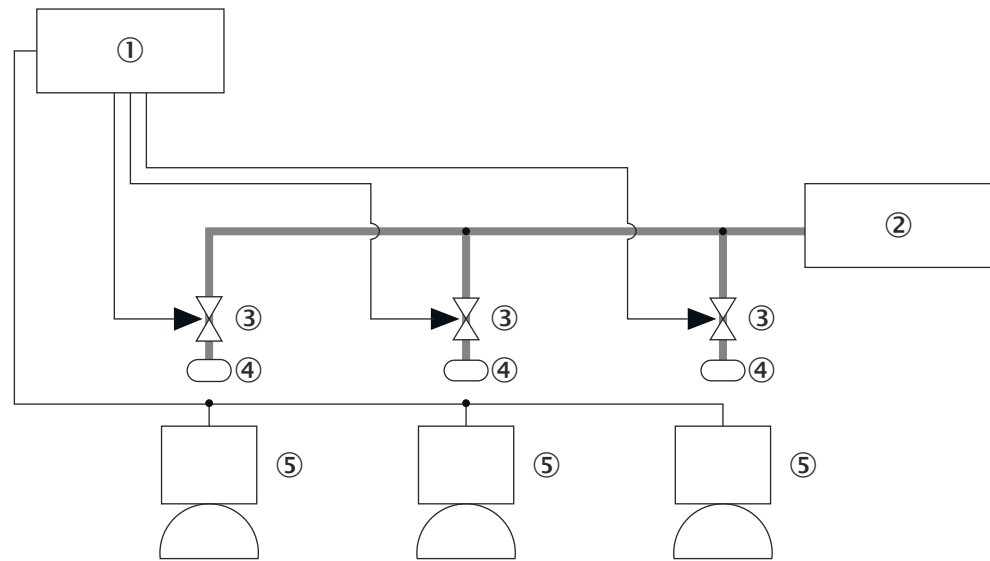 ①
②
③ ③ ③
④ ④ ④
⑤ ⑤ ⑤